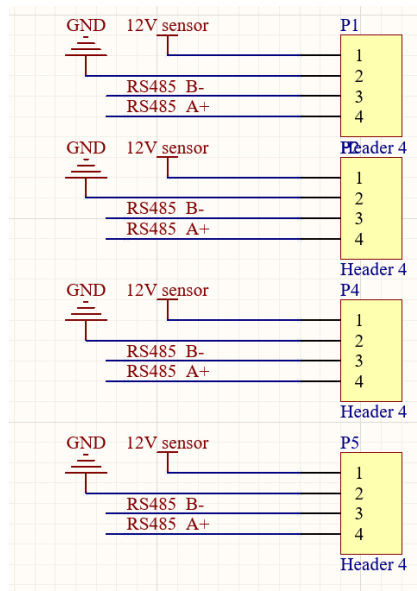 GND 12V sensor P1
1
2
RS485 B- 3
RS485 A+ 4
Header 4
GND 12V sensor P2
1
2
RS485 B- 3
RS485 A+ 4
Header 4
GND 12V sensor P4
1
2
RS485 B- 3
RS485 A+ 4
Header 4
GND 12V sensor P5
1
2
RS485 B- 3
RS485 A+ 4
Header 4